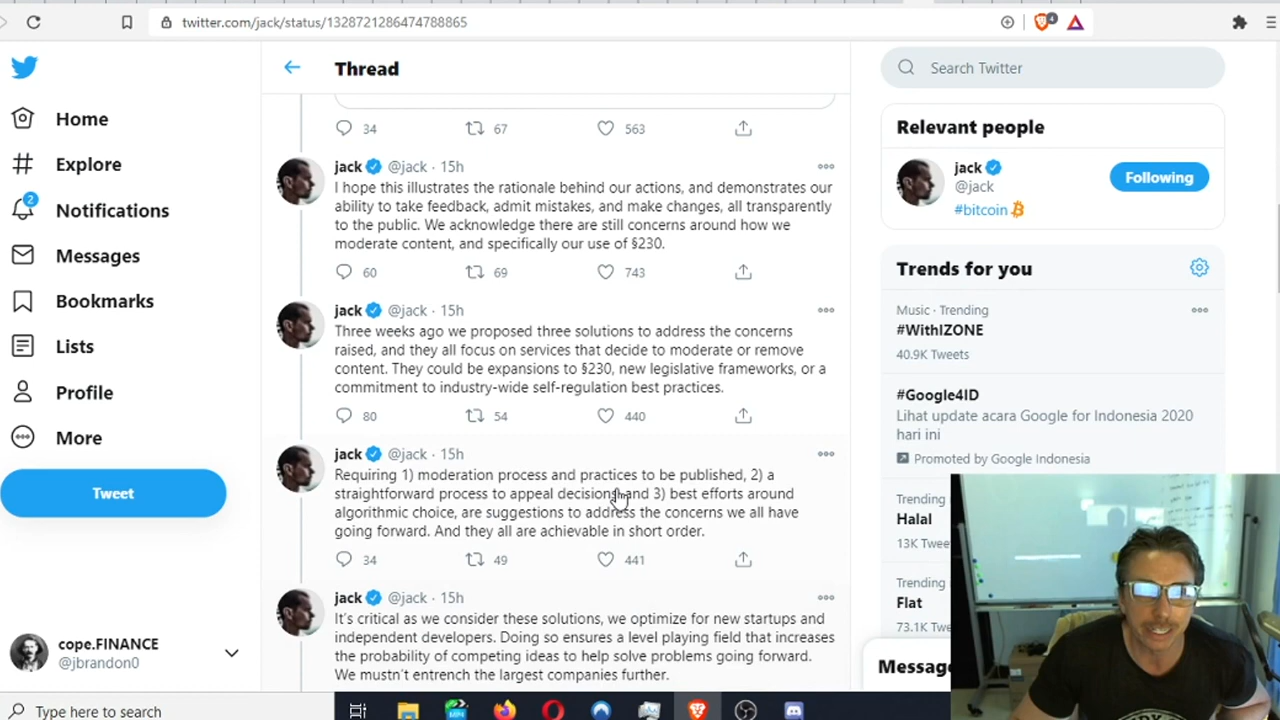 twitter.com/jack/status/1328721286474788865
4
Home
Explore
2
Notifications
Messages
Bookmarks
Lists
Profile
More
Tweet
cope.FINANCE
@jbrandon0
Thread
34 67 563
jack @jack · 15h
I hope this illustrates the rationale behind our actions, and demonstrates our
ability to take feedback, admit mistakes, and make changes, all transparently
to the public. We acknowledge there are still concerns around how we
moderate content, and specifically our use of §230.
60 69 743
jack @jack · 15h
Three weeks ago we proposed three solutions to address the concerns
raised, and they all focus on services that decide to moderate or remove
content. They could be expansions to §230, new legislative frameworks, or a
commitment to industry-wide self-regulation best practices.
80 54 440
jack @jack · 15h
Requiring 1) moderation process and practices to be published, 2) a
straightforward process to appeal decisions, and 3) best efforts around
algorithmic choice, are suggestions to address the concerns we all have
going forward. And they all are achievable in short order.
34 49 441
jack @jack · 15h
It's critical as we consider these solutions, we optimize for new startups and
independent developers. Doing so ensures a level playing field that increases
the probability of competing ideas to help solve problems going forward.
We mustn't entrench the largest companies further.
Search Twitter
Relevant people
jack
@jack
Following
#bitcoin
Trends for you
Music · Trending
#WithIZONE
40.9K Tweets
#Google4ID
Lihat update acara Google for Indonesia 2020
hari ini
Promoted by Google Indonesia
Trending
Halal
13K Twee
Trending
Flat
73.1K
Messag
Type here to search